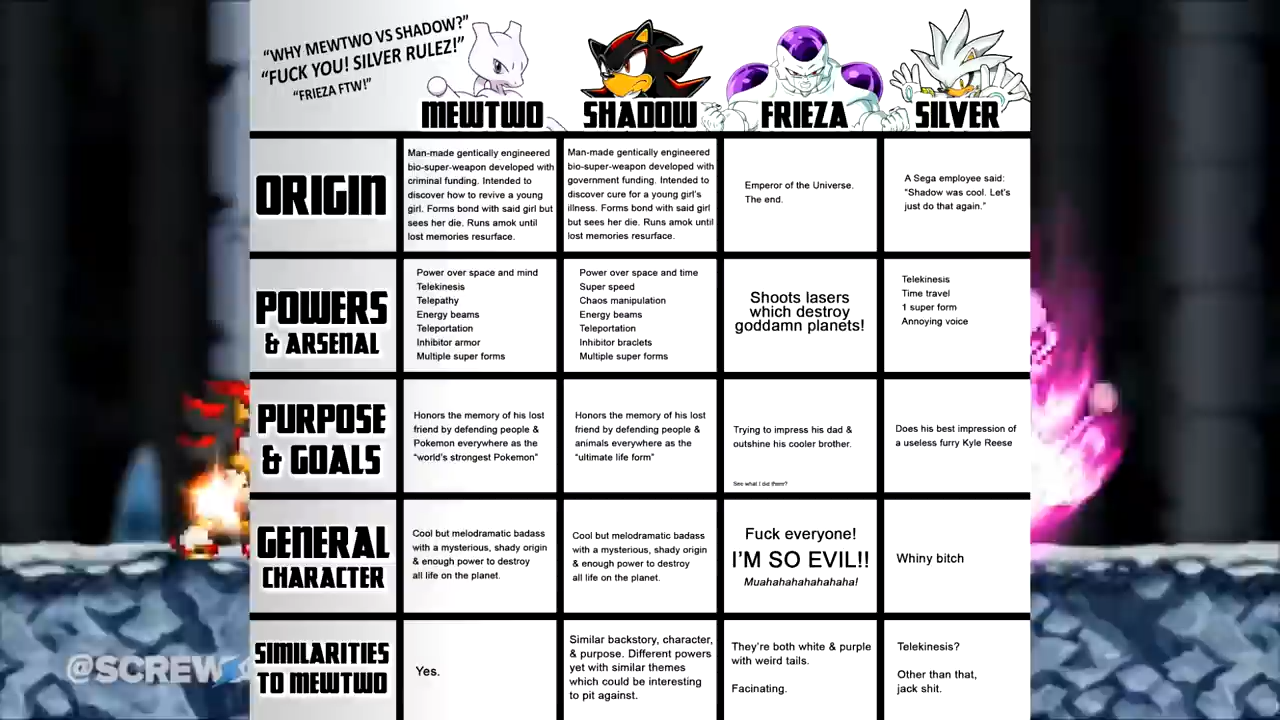 "WHY MEWTWO VS SHADOW?"
"FUCK YOU! SILVER RULEZ!"
"FRIEZA FTW!"
MEWTWO
SHADOW
FRIEZA
SILVER
ORIGIN
Man-made gentically engineered
bio-super-weapon developed with
criminal funding. Intended to
discover how to revive a young
girl. Forms bond with said girl but
sees her die. Runs amok until
lost memories resurface.
Man-made gentically engineered
bio-super-weapon developed with
government funding. Intended to
discover cure for a young girl's
illness. Forms bond with said girl
but sees her die. Runs amok until
lost memories resurface.
Emperor of the Universe.
The end.
A Sega employee said:
"Shadow was cool. Let's
just do that again."
POWERS
& ARSENAL
Power over space and mind
Telekinesis
Telepathy
Energy beams
Teleportation
Inhibitor armor
Multiple super forms
Power over space and time
Super speed
Chaos manipulation
Energy beams
Teleportation
Inhibitor braclets
Multiple super forms
Shoots lasers
which destroy
goddamn planets!
Telekinesis
Time travel
1 super form
Annoying voice
PURPOSE
& GOALS
Honors the memory of his lost
friend by defending people &
Pokemon everywhere as the
"world's strongest Pokemon"
Honors the memory of his lost
friend by defending people &
animals everywhere as the
"ultimate life form"
Trying to impress his dad &
outshine his cooler brother.
See what I did there?
Does his best impression of
a useless furry Kyle Reese
GENERAL
CHARACTER
Cool but melodramatic badass
with a mysterious, shady origin
& enough power to destroy
all life on the planet.
Cool but melodramatic badass
with a mysterious, shady origin
& enough power to destroy
all life on the planet.
Fuck everyone!
I'M SO EVIL!!
Muahahahahahahaha!
Whiny bitch
SIMILARITIES
TO MEWTWO
Yes.
Similar backstory, character,
& purpose. Different powers
yet with similar themes
which could be interesting
to pit against.
They're both white & purple
with weird tails.
Facinating.
Telekinesis?
Other than that,
jack shit.
@SCREW